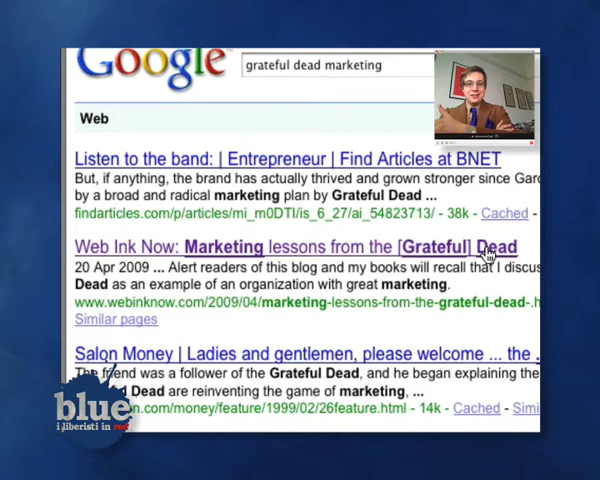 Google
grateful dead marketing
Web
Listen to the band: | Entrepreneur | Find Articles at BNET
But, if anything, the brand has actually thrived and grown stronger since
by a broad and radical marketing plan by Grateful Dead ...
findarticles.com/p/articles/mi_m0DTI/is_6_27/ai_54823713/ - 38k - Cached -
Web Ink Now: Marketing lessons from the [Grateful] Dead
20 Apr 2009 ... Alert readers of this blog and my books will recall that I
Dead as an example of an organization with great marketing.
www.webinknow.com/2009/04/marketing-lessons-from-the-grateful-dead-
Similar pages
Salon Money | Ladies and gentlemen, please welcome ... the
The friend was a follower of the Grateful Dead, and he began explaining the
Dead are reinventing the game of marketing, ...
.com/money/feature/1999/02/26feature.html - 14k - Cached -
blue
i liberisti in red